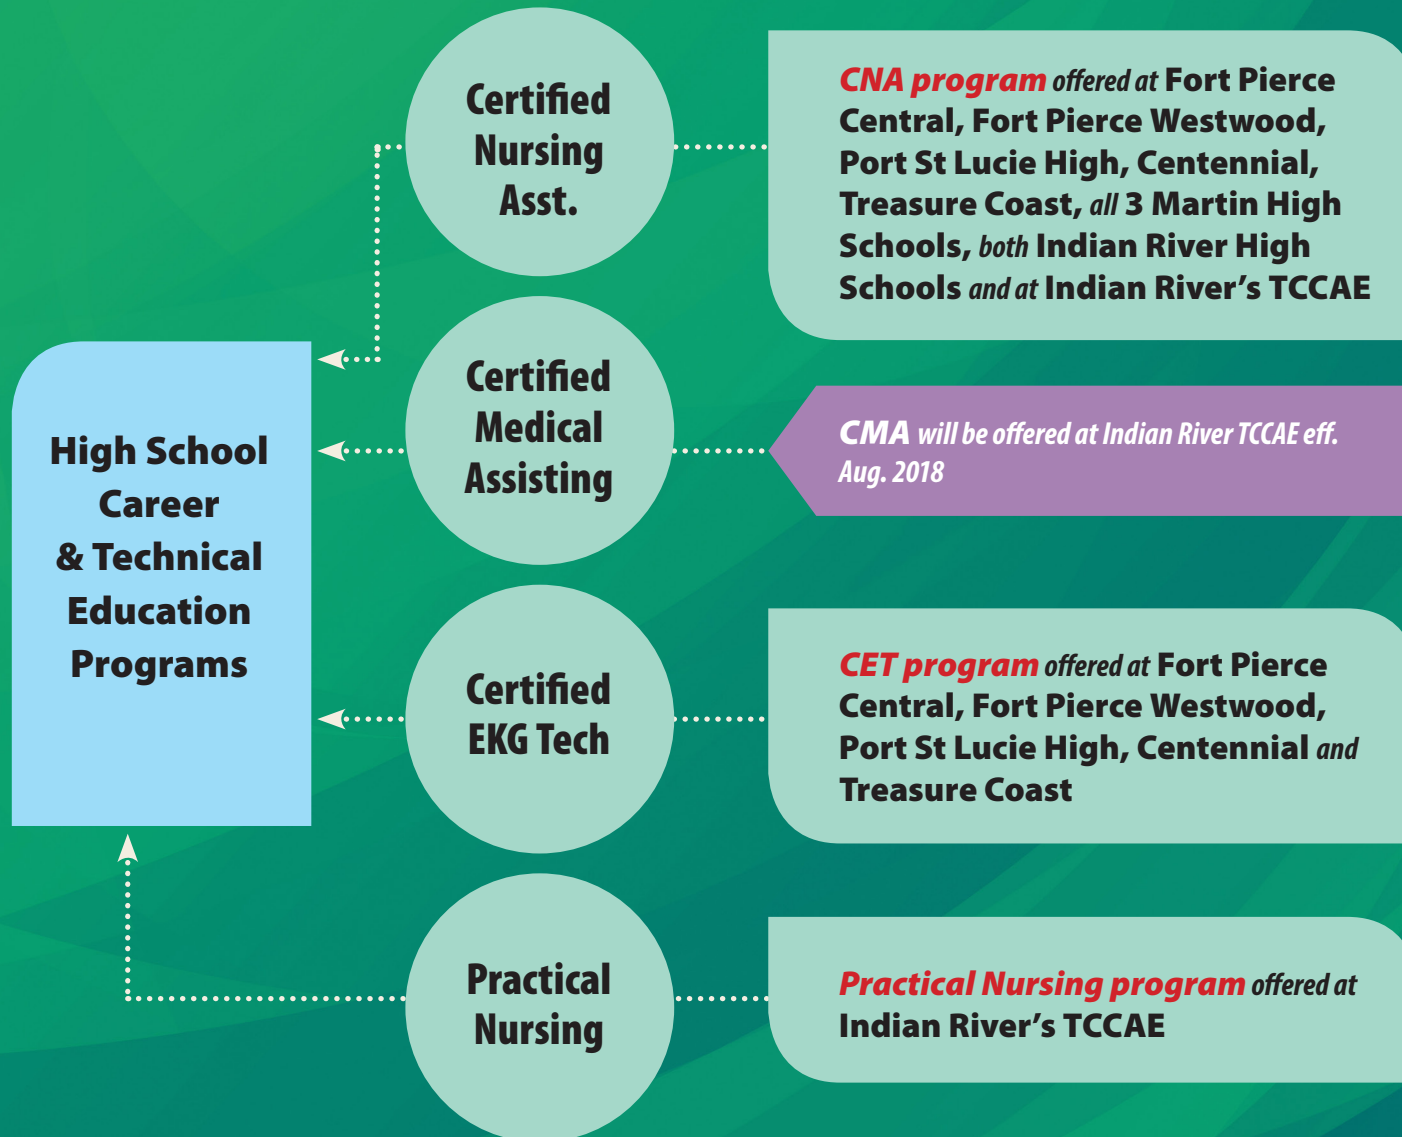 Certified
Nursing
Asst.
CNA program offered at Fort Pierce
Central, Fort Pierce Westwood,
Port St Lucie High, Centennial,
Treasure Coast, all 3 Martin High
Schools, both Indian River High
Schools and at Indian River’s TCCAE
High School
Career
& Technical
Education
Programs
Certified
Medical
Assisting
CMA will be offered at Indian River TCCAE eff.
Aug. 2018
Certified
EKG Tech
CET program offered at Fort Pierce
Central, Fort Pierce Westwood,
Port St Lucie High, Centennial and
Treasure Coast
Practical
Nursing
Practical Nursing program offered at
Indian River’s TCCAE